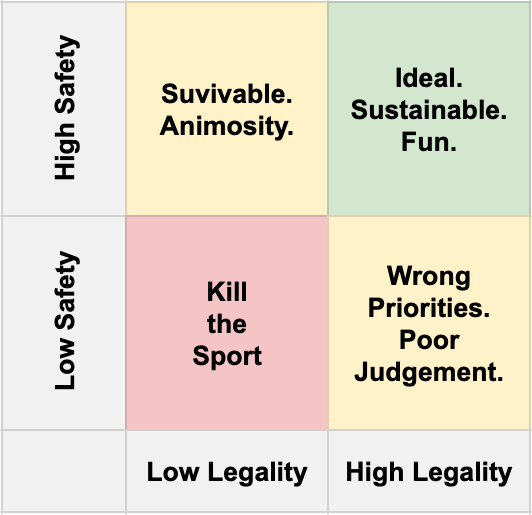 High Safety
Suvivable.
Animosity.
Ideal.
Sustainable.
Fun.
Low Safety
Kill
the
Sport
Wrong
Priorities.
Poor
Judgement.
Low Legality
High Legality